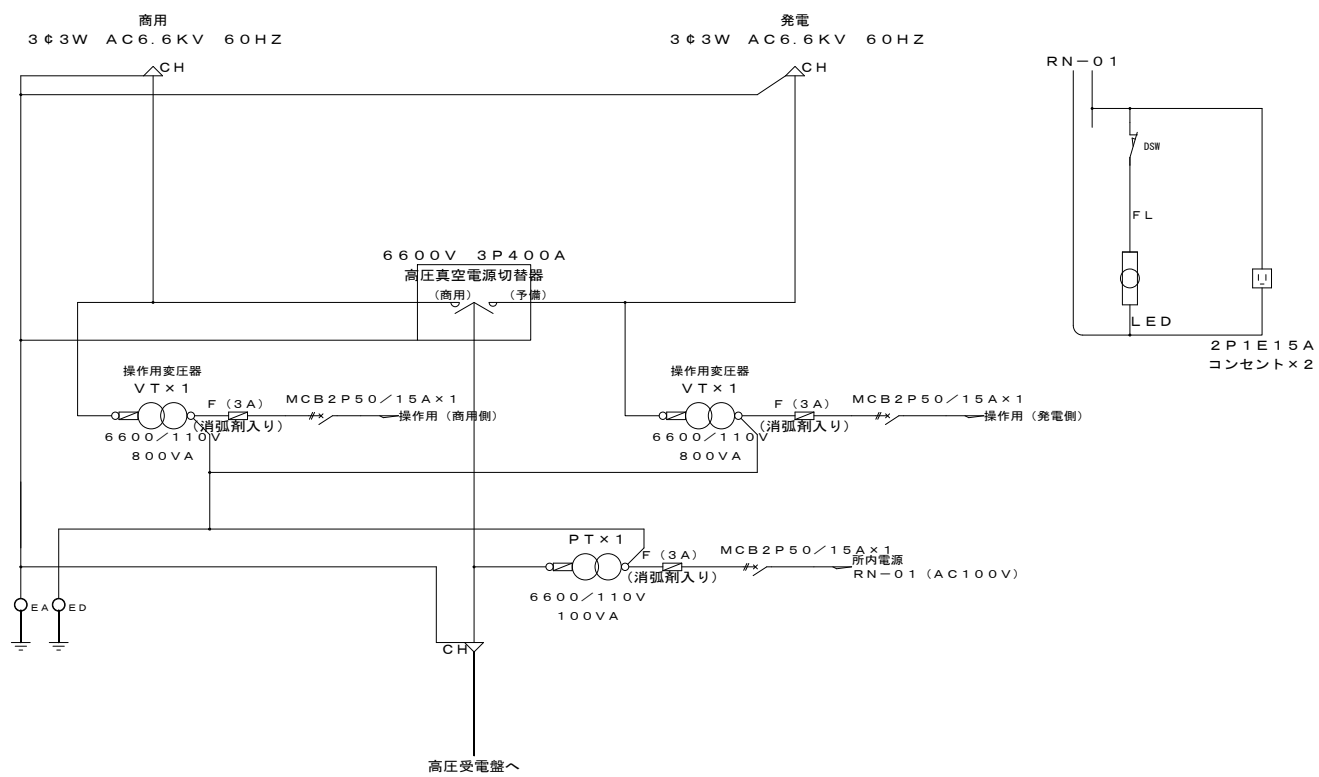 商用
3¢3W AC6.6KV 60HZ
CH
発電
3¢3W AC6.6KV 60HZ
CH
RN-01
DSW
FL
LED
2P1E15A
コンセント×2
6600V 3P400A
高圧真空電源切替器
(商用) (予備)
操作用変圧器
VT×1
F (3A)
(消弧剤入り)
MCB2P50/15A×1
操作用 (商用側)
6600/110V
800VA
操作用変圧器
VT×1
F (3A)
(消弧剤入り)
MCB2P50/15A×1
操作用 (発電側)
6600/110V
800VA
PT×1
F (3A)
(消弧剤入り)
MCB2P50/15A×1
所内電源
RN-01 (AC100V)
6600/110V
100VA
EA
ED
CH
高圧受電盤へ